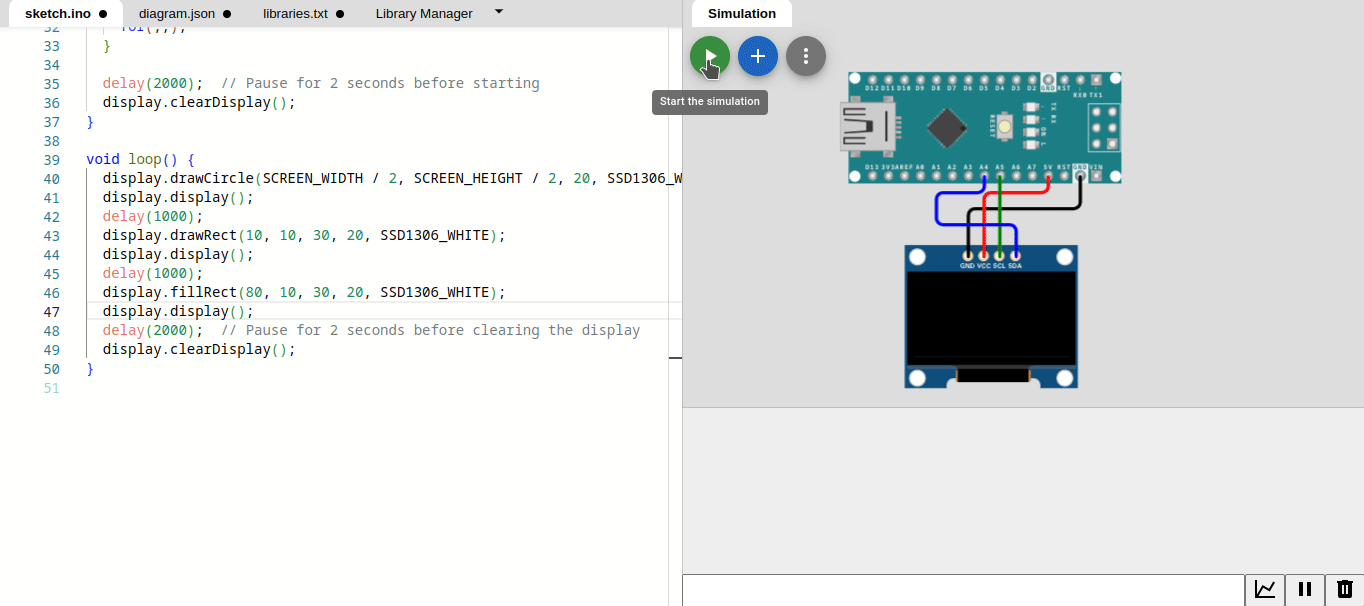 sketch.ino
diagram.json
libraries.txt
Library Manager
33 }
34
35 delay(2000);  // Pause for 2 seconds before starting
36 display.clearDisplay();
37 }
38
39 void loop() {
40 display.drawCircle(SCREEN_WIDTH / 2, SCREEN_HEIGHT / 2, 20, SSD1306_W
41 display.display();
42 delay(1000);
43 display.drawRect(10, 10, 30, 20, SSD1306_WHITE);
44 display.display();
45 delay(1000);
46 display.fillRect(80, 10, 30, 20, SSD1306_WHITE);
47 display.display();
48 delay(2000);  // Pause for 2 seconds before clearing the display
49 display.clearDisplay();
50 }
51
Simulation
Start the simulation
D12 D11 D10 D9 D8 D7 D6 D5 D4 D3 D2 GND RST
RX0 TX1
RESET
TX RX
ON L
D13 3V3 AREF A0 A1 A2 A3 A4 A5 A6 A7 5V RST GND VIN
GND VCC SCL SDA